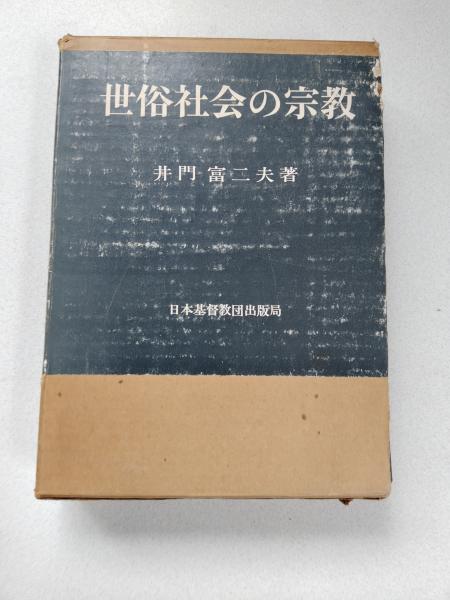 世俗社会の宗教
井門富二夫著
日本基督教団出版局